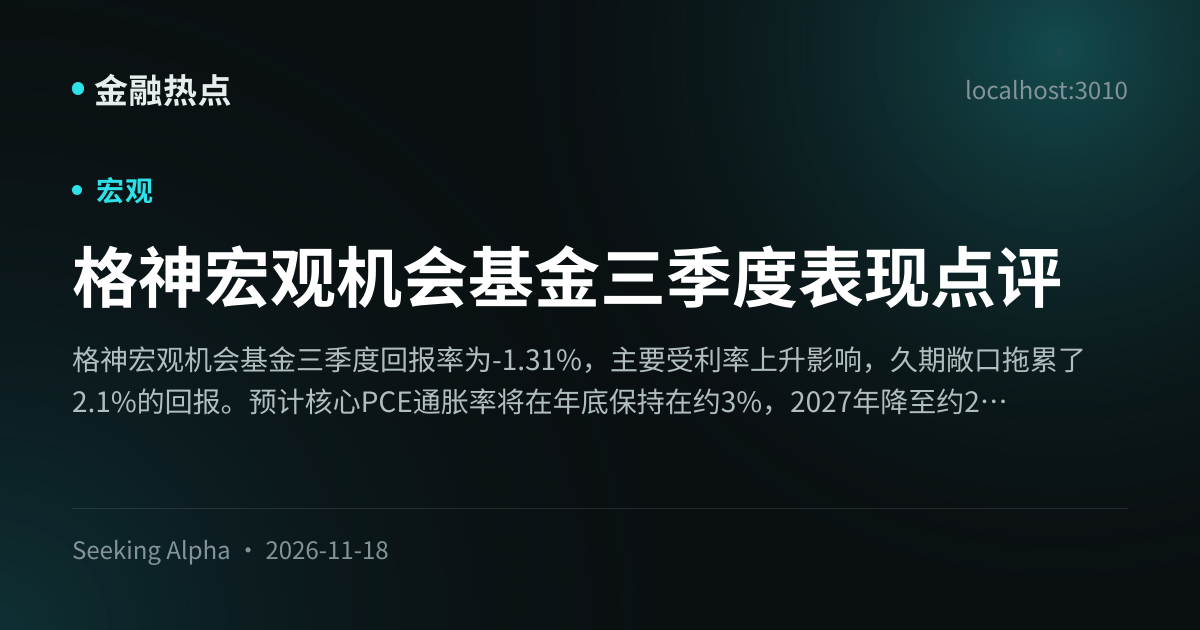 金融热点
localhost:3010
宏观
格神宏观机会基金三季度表现点评
格神宏观机会基金三季度回报率为-1.31%，主要受利率上升影响，久期敞口拖累了
2.1%的回报。预计核心PCE通胀率将在年底保持在约3%，2027年降至约2…
Seeking Alpha · 2026-11-18